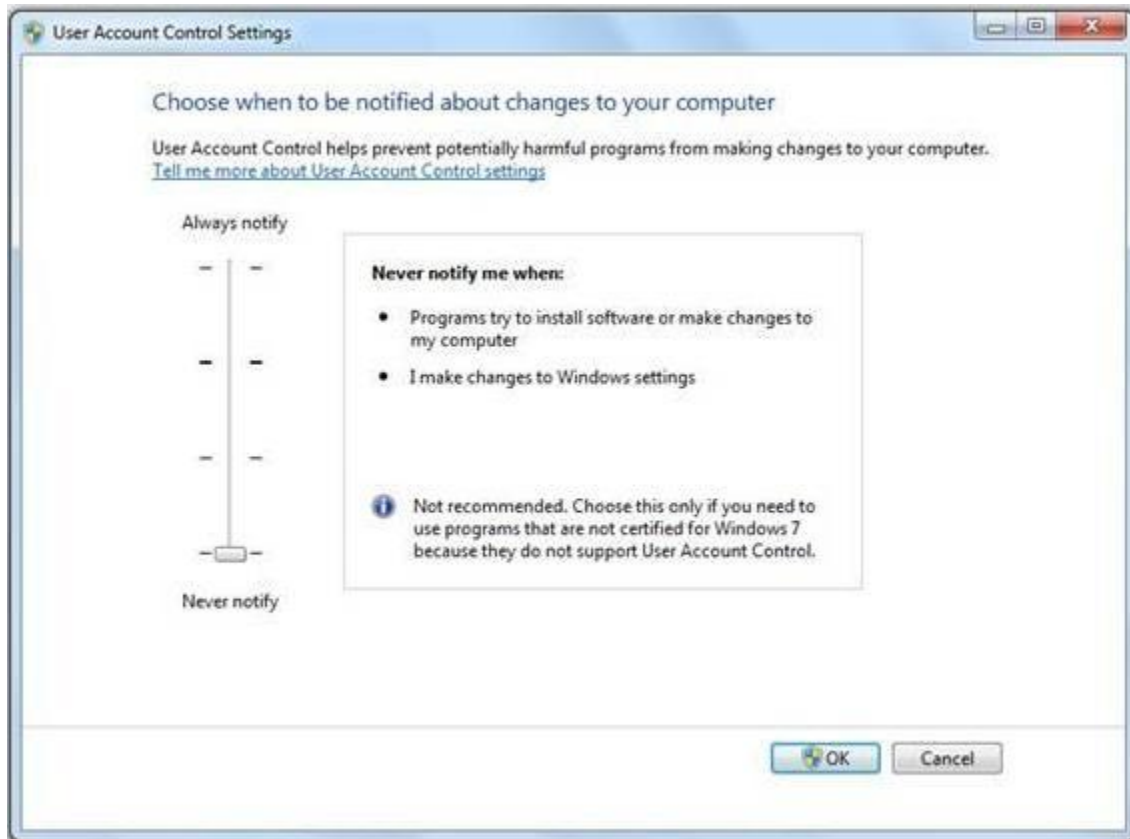 User Account Control Settings
Choose when to be notified about changes to your computer
User Account Control helps prevent potentially harmful programs from making changes to your computer.
Tell me more about User Account Control settings
Always notify
Never notify me when:
• Programs try to install software or make changes to
my computer
• I make changes to Windows settings
Not recommended. Choose this only if you need to
use programs that are not certified for Windows 7
because they do not support User Account Control.
Never notify
OK Cancel